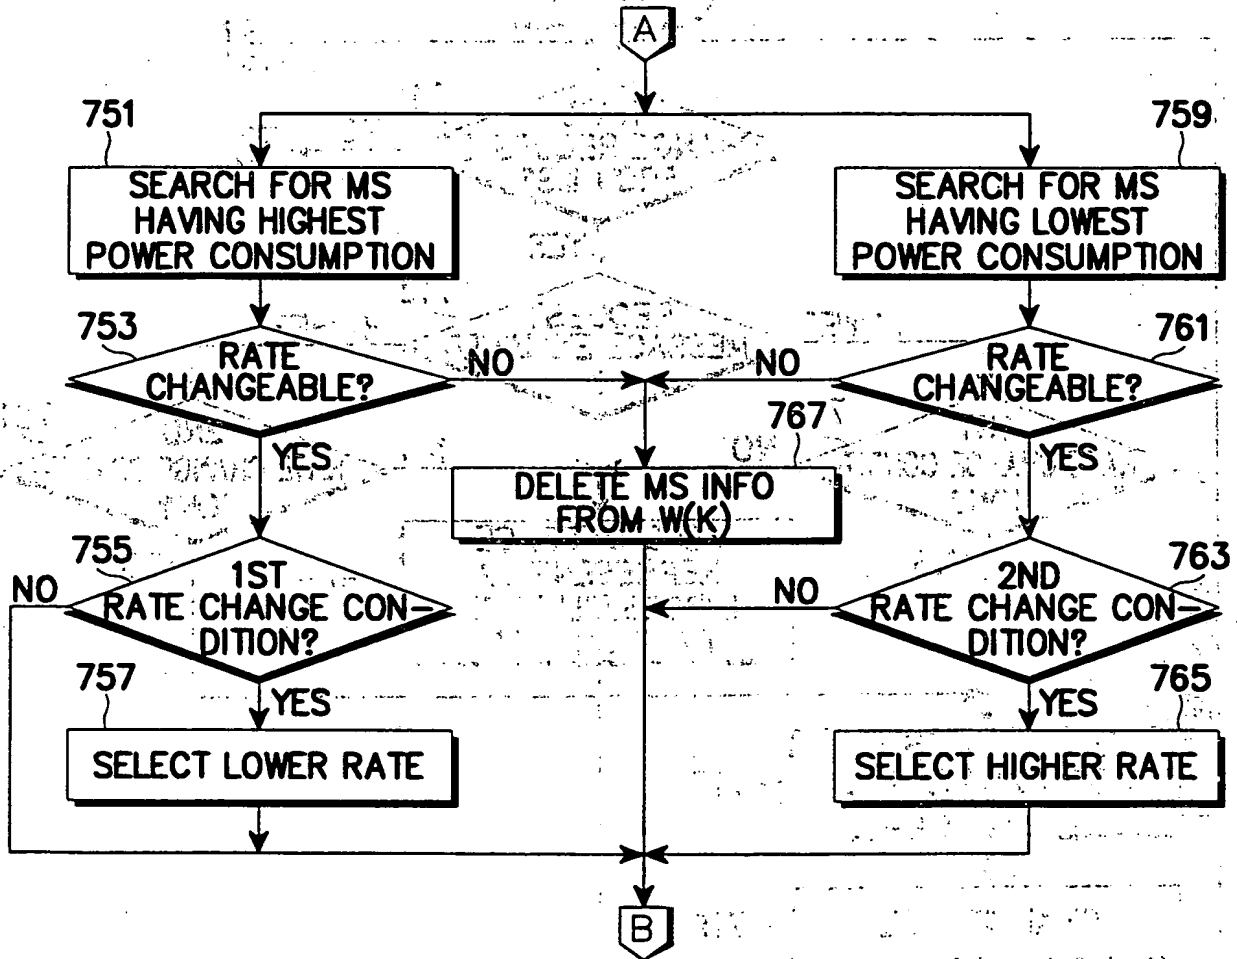 A
751
SEARCH FOR MS
HAVING HIGHEST
POWER CONSUMPTION
759
SEARCH FOR MS
HAVING LOWEST
POWER CONSUMPTION
753
RATE
CHANGEABLE?
NO
YES
761
RATE
CHANGEABLE?
NO
YES
767
DELETE MS INFO
FROM W(K)
755
1ST
RATE CHANGE CON-
DITION?
NO
YES
763
2ND
RATE CHANGE CON-
DITION?
NO
YES
757
SELECT LOWER RATE
765
SELECT HIGHER RATE
B